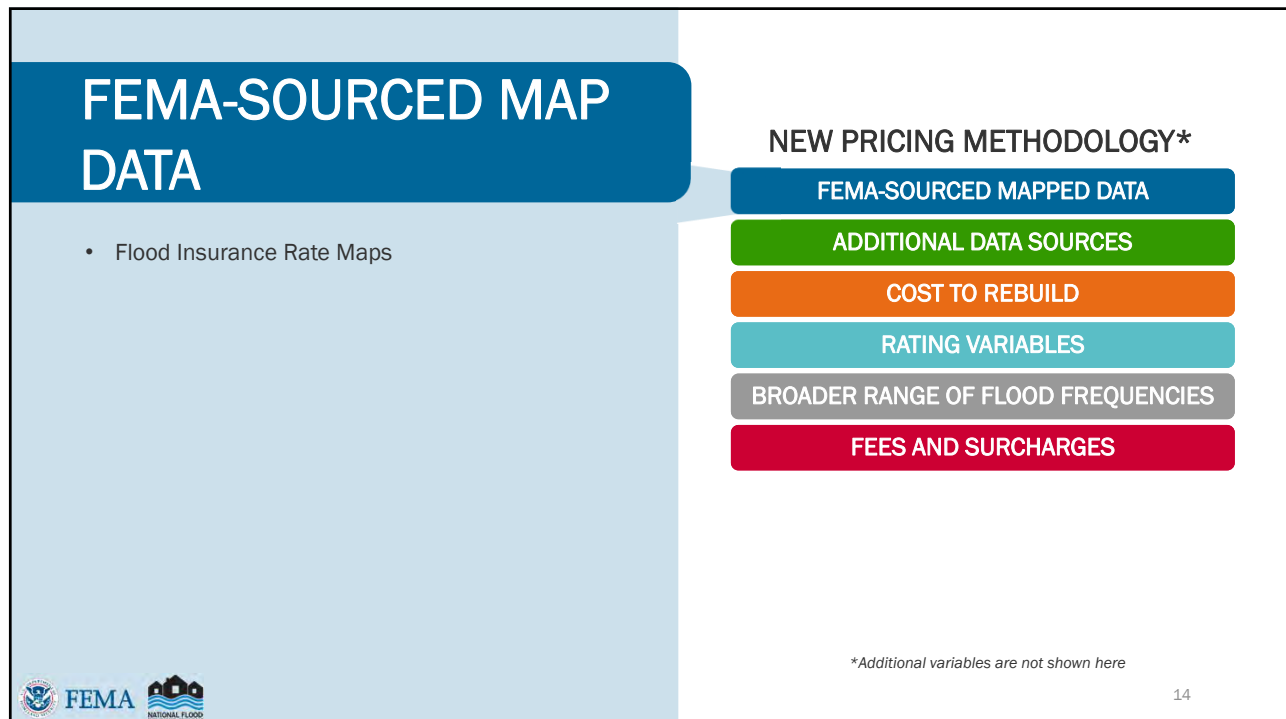 FEMA-SOURCED MAP
DATA
• Flood Insurance Rate Maps
NEW PRICING METHODOLOGY*
FEMA-SOURCED MAPPED DATA
ADDITIONAL DATA SOURCES
COST TO REBUILD
RATING VARIABLES
BROADER RANGE OF FLOOD FREQUENCIES
FEES AND SURCHARGES
*Additional variables are not shown here
FEMA
NATIONAL FLOOD
14